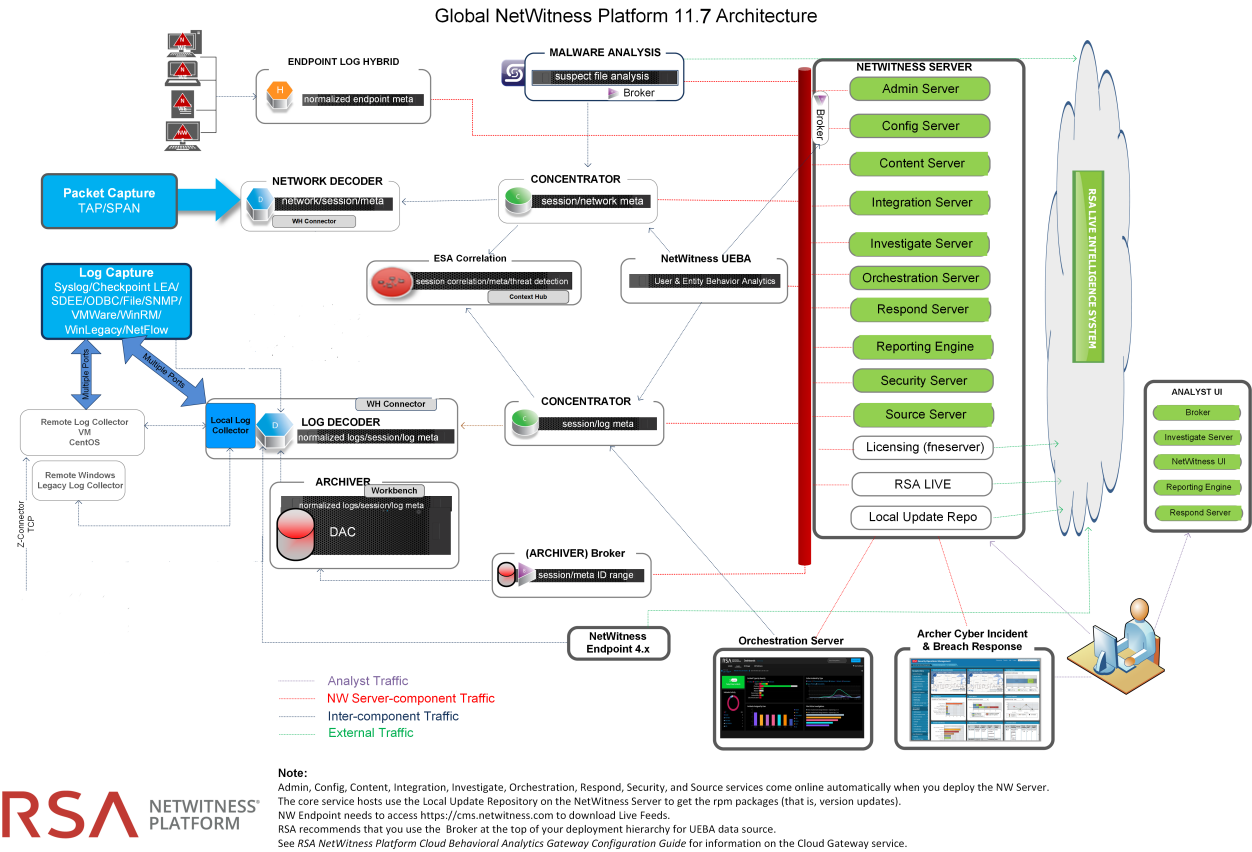 Global NetWitness Platform 11.7 Architecture
ENDPOINT LOG HYBRID
H
normalized endpoint meta
N
N
N
NW
MALWARE ANALYSIS
suspect file analysis
Broker
Packet Capture
TAP/SPAN
NETWORK DECODER
D
network/session/meta
WH Connector
CONCENTRATOR
C
session/network meta
ESA Correlation
session correlation/meta/threat detection
Context Hub
NetWitness UEBA
User & Entity Behavior Analytics
Log Capture
Syslog/Checkpoint LEA/
SDEE/ODBC/File/SNMP/
VMWare/WinRM/
WinLegacy/NetFlow
Multiple Ports
Multiple Ports
Remote Log Collector
VM
CentOS
Remote Windows
Legacy Log Collector
Z-Connector
TCP
WH Connector
Local Log
Collector
D
LOG DECODER
normalized logs/session/log meta
CONCENTRATOR
C
session/log meta
ARCHIVER
Workbench
normalized logs/session/log meta
DAC
(ARCHIVER) Broker
session/meta ID range
NetWitness
Endpoint 4.x
NETWITNESS SERVER
Broker
Admin Server
Config Server
Content Server
Integration Server
Investigate Server
Orchestration Server
Respond Server
Reporting Engine
Security Server
Source Server
Licensing (fneserver)
RSA LIVE
Local Update Repo
RSA LIVE INTELLIGENCE SYSTEM
ANALYST UI
Broker
Investigate Server
NetWitness UI
Reporting Engine
Respond Server
Orchestration Server
RSA
Archer Cyber Incident
& Breach Response
Analyst Traffic
NW Server-component Traffic
Inter-component Traffic
External Traffic
Note:
Admin, Config, Content, Integration, Investigate, Orchestration, Respond, Security, and Source services come online automatically when you deploy the NW Server.
The core service hosts use the Local Update Repository on the NetWitness Server to get the rpm packages (that is, version updates).
NW Endpoint needs to access https://cms.netwitness.com to download Live Feeds.
RSA recommends that you use the Broker at the top of your deployment hierarchy for UEBA data source.
See RSA NetWitness Platform Cloud Behavioral Analytics Gateway Configuration Guide for information on the Cloud Gateway service.
RSA
NETWITNESS®
PLATFORM